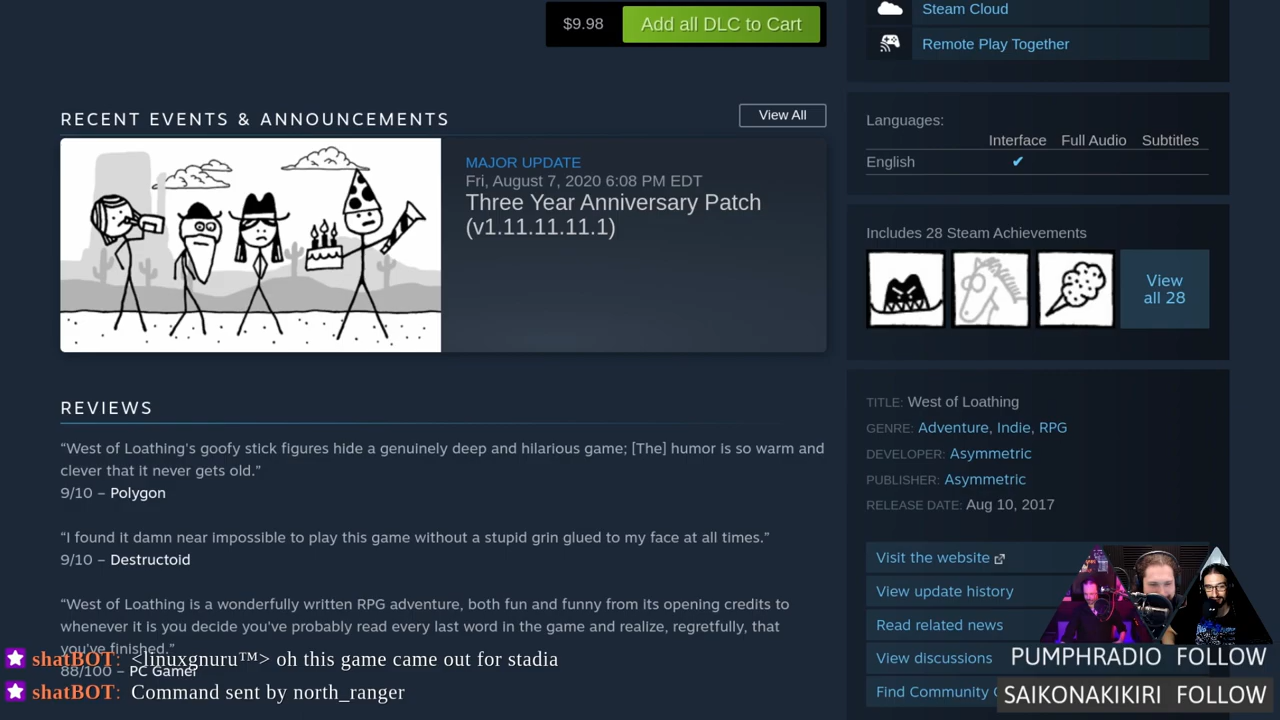 $9.98 Add all DLC to Cart
RECENT EVENTS & ANNOUNCEMENTS View All
MAJOR UPDATE
Fri, August 7, 2020 6:08 PM EDT
Three Year Anniversary Patch
(v1.11.11.11.1)
REVIEWS
“West of Loathing's goofy stick figures hide a genuinely deep and hilarious game; [The] humor is so warm and
clever that it never gets old.”
9/10 – Polygon
“I found it damn near impossible to play this game without a stupid grin glued to my face at all times.”
9/10 – Destructoid
“West of Loathing is a wonderfully written RPG adventure, both fun and funny from its opening credits to
whenever it is you decide you've probably read every last word in the game and realize, regretfully, that
you've finished.”
88/100 – PC Gamer
shatBOT: <linuxgnuru™> oh this game came out for stadia
shatBOT: Command sent by north_ranger
Steam Cloud
Remote Play Together
Languages:
Interface Full Audio Subtitles
English ✔
Includes 28 Steam Achievements
View
all 28
TITLE: West of Loathing
GENRE: Adventure, Indie, RPG
DEVELOPER: Asymmetric
PUBLISHER: Asymmetric
RELEASE DATE: Aug 10, 2017
Visit the website
View update history
Read related news
View discussions
Find Community
PUMPHRADIO FOLLOW
SAIKONAKIKIRI FOLLOW